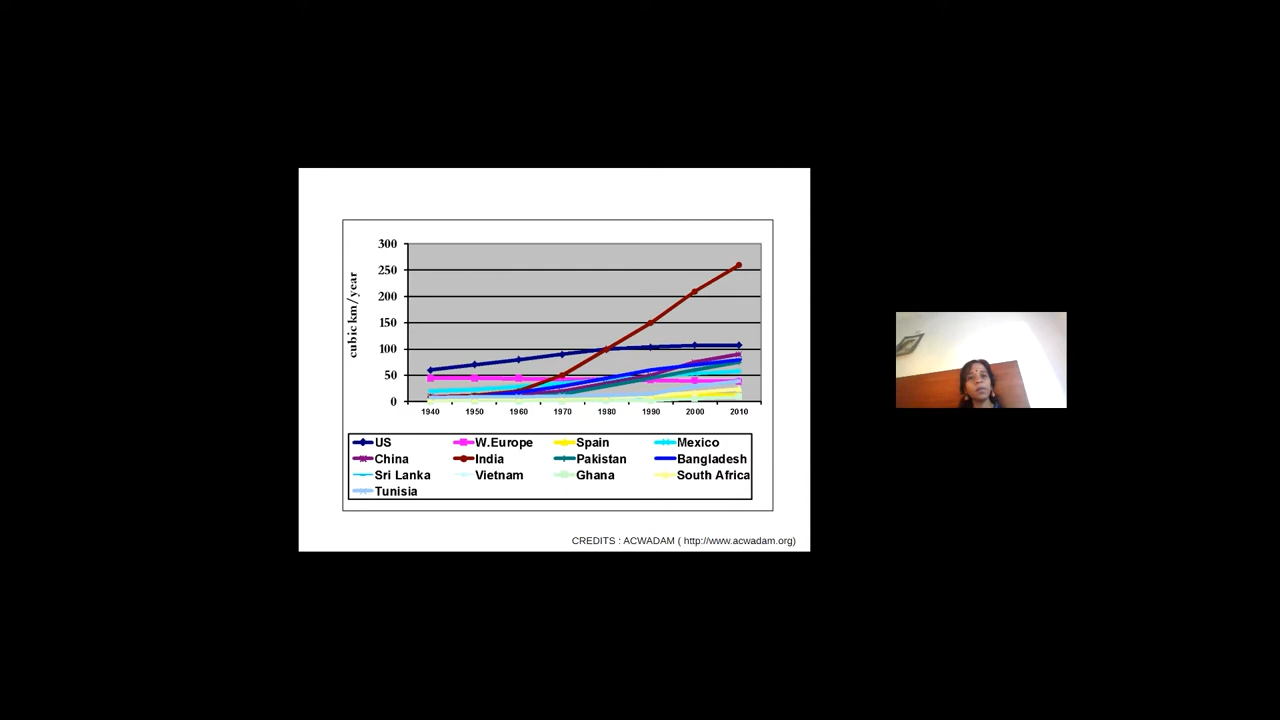 300
250
200
150
100
50
0
cubic km/year
1940 1950 1960 1970 1980 1990 2000 2010
US W.Europe Spain Mexico
China India Pakistan Bangladesh
Sri Lanka Vietnam Ghana South Africa
Tunisia
CREDITS : ACWADAM ( http://www.acwadam.org)